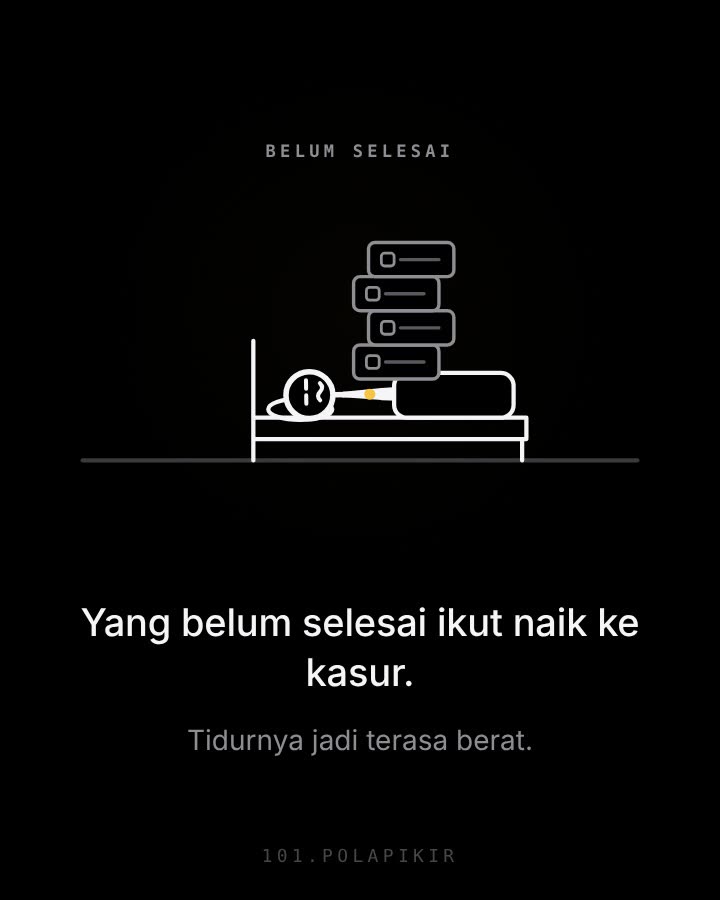 BELUM SELESAI
Yang belum selesai ikut naik ke
kasur.
Tidurnya jadi terasa berat.
101.POLAPIKIR